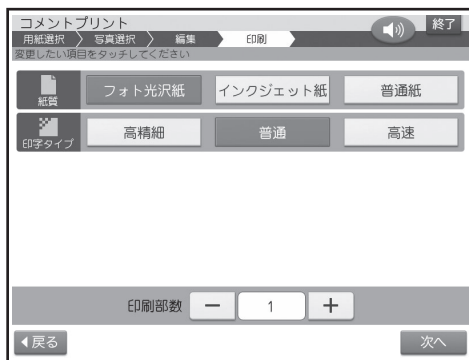 コメントプリント
終了
用紙選択 写真選択 編集 印刷
変更したい項目をタッチしてください
紙質 フォト光沢紙 インクジェット紙 普通紙
印字タイプ 高精細 普通 高速
印刷部数 － 1 ＋
戻る 次へ